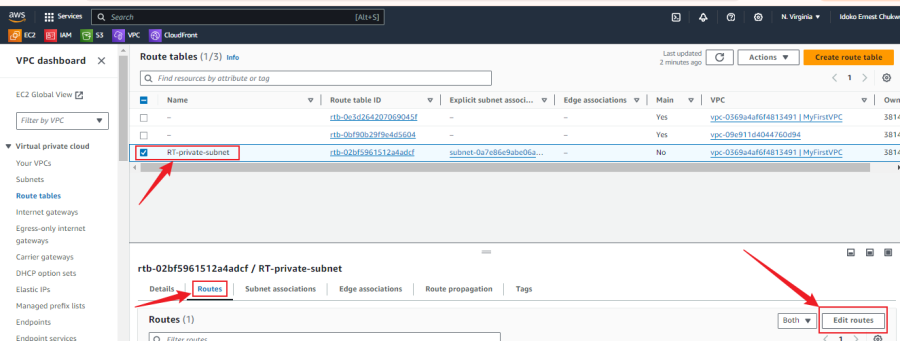 aws Services Search [Alt+S] N. Virginia ▼ Idoko Ernest Chukw
EC2 IAM S3 VPC CloudFront
VPC dashboard
EC2 Global View
Filter by VPC
Virtual private cloud
Your VPCs
Subnets
Route tables
Internet gateways
Egress-only internet
gateways
Carrier gateways
DHCP option sets
Elastic IPs
Managed prefix lists
Endpoints
Endpoint services
Route tables (1/3) Info
Last updated
2 minutes ago
Actions ▼
Create route table
Find resources by attribute or tag
1
Name Route table ID Explicit subnet associ... Edge associations Main VPC Own
– rtb-0e3d264207069045f – – Yes vpc-0369a4af6f4813491 | MyFirstVPC 3814
– rtb-0bf90b29f9e4d5604 – – Yes vpc-09e911d4044760d94 3814
RT-private-subnet rtb-02bf5961512a4adcf subnet-0a7e86e9abe06a... – No vpc-0369a4af6f4813491 | MyFirstVPC 3814
rtb-02bf5961512a4adcf / RT-private-subnet
Details Routes Subnet associations Edge associations Route propagation Tags
Routes (1)
Both ▼
Edit routes
Filter routes
1